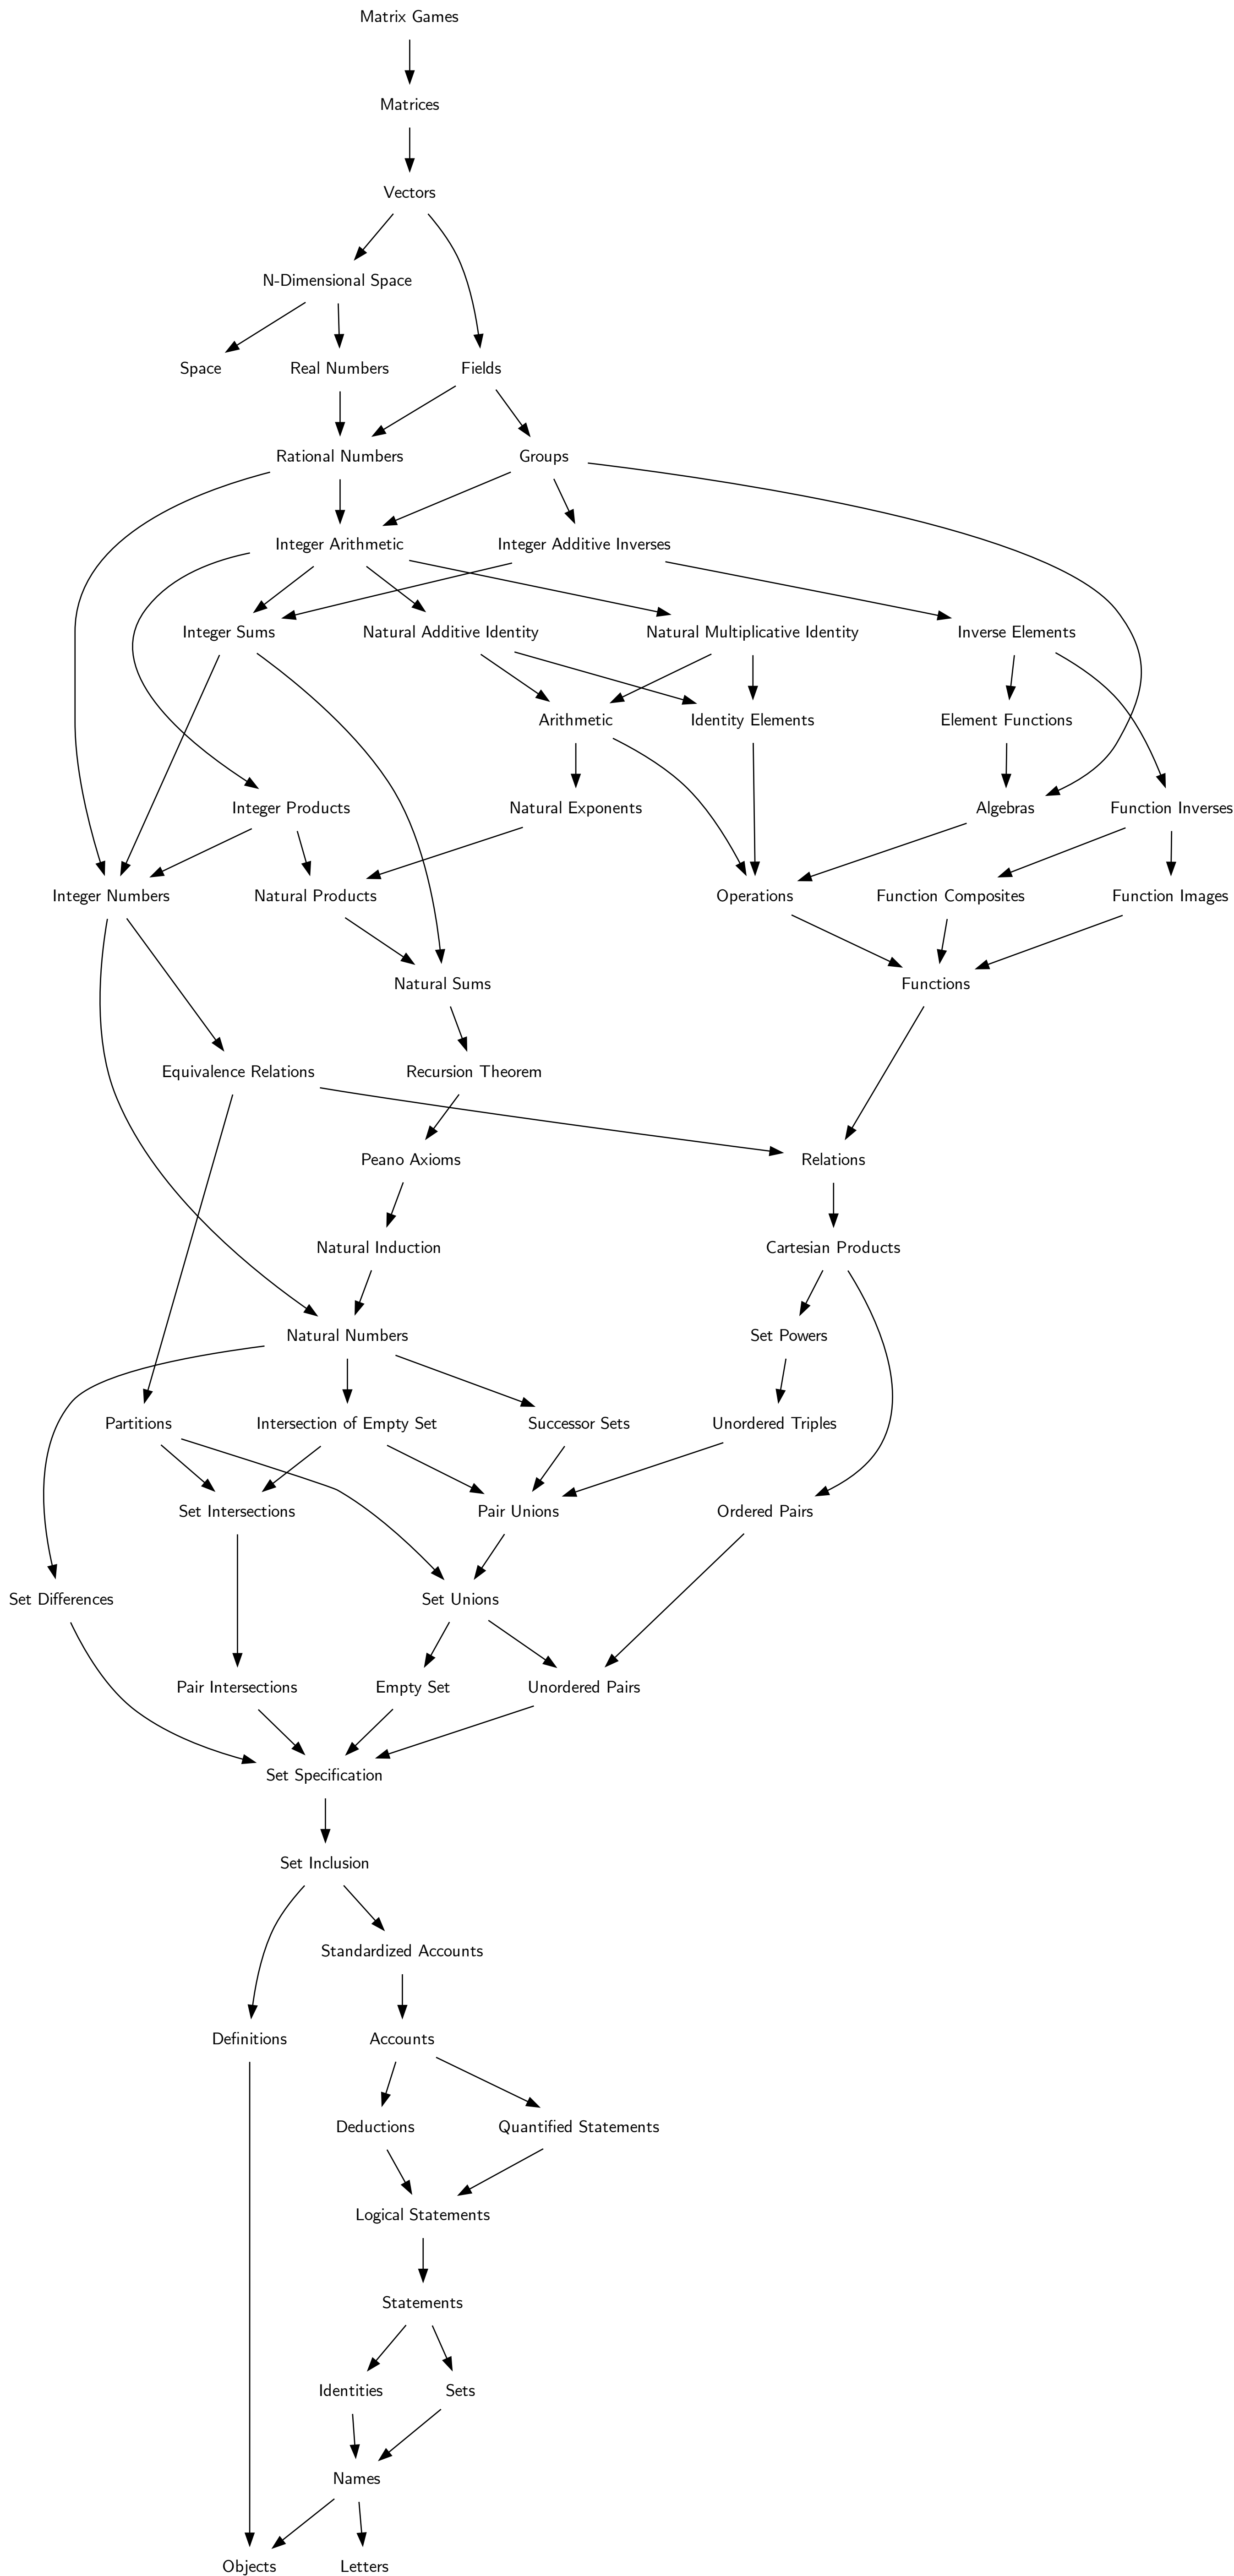 Matrix Games
Matrices
Vectors
N-Dimensional Space
Space
Real Numbers
Fields
Rational Numbers
Groups
Integer Arithmetic
Integer Additive Inverses
Integer Sums
Natural Additive Identity
Natural Multiplicative Identity
Inverse Elements
Arithmetic
Identity Elements
Element Functions
Integer Products
Natural Exponents
Algebras
Function Inverses
Integer Numbers
Natural Products
Operations
Function Composites
Function Images
Natural Sums
Functions
Equivalence Relations
Recursion Theorem
Peano Axioms
Relations
Natural Induction
Cartesian Products
Natural Numbers
Set Powers
Partitions
Intersection of Empty Set
Successor Sets
Unordered Triples
Set Intersections
Pair Unions
Ordered Pairs
Set Differences
Set Unions
Pair Intersections
Empty Set
Unordered Pairs
Set Specification
Set Inclusion
Standardized Accounts
Definitions
Accounts
Deductions
Quantified Statements
Logical Statements
Statements
Identities
Sets
Names
Objects
Letters